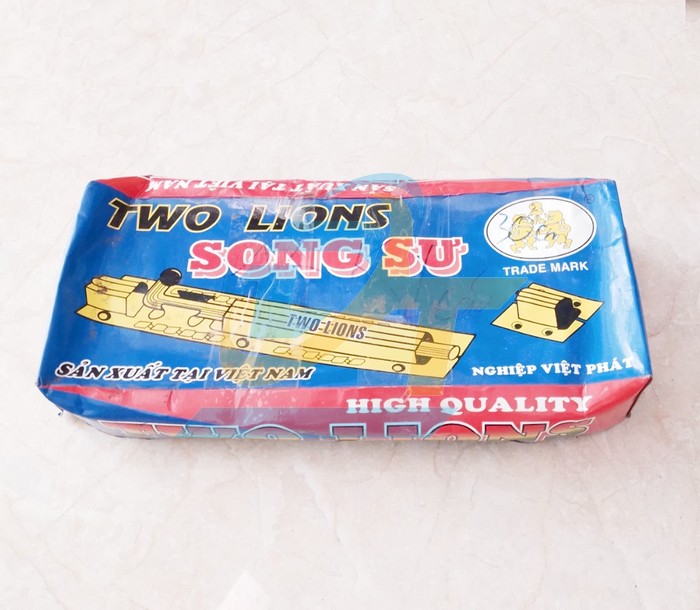 SẢN XUẤT TẠI VIỆT NAM
TWO LIONS
SONG SƯ
30cm
TRADE MARK
TWO LIONS
SẢN XUẤT TẠI VIỆT NAM
NGHIỆP VIỆT PHÁT
HIGH QUALITY
TWO LIONS